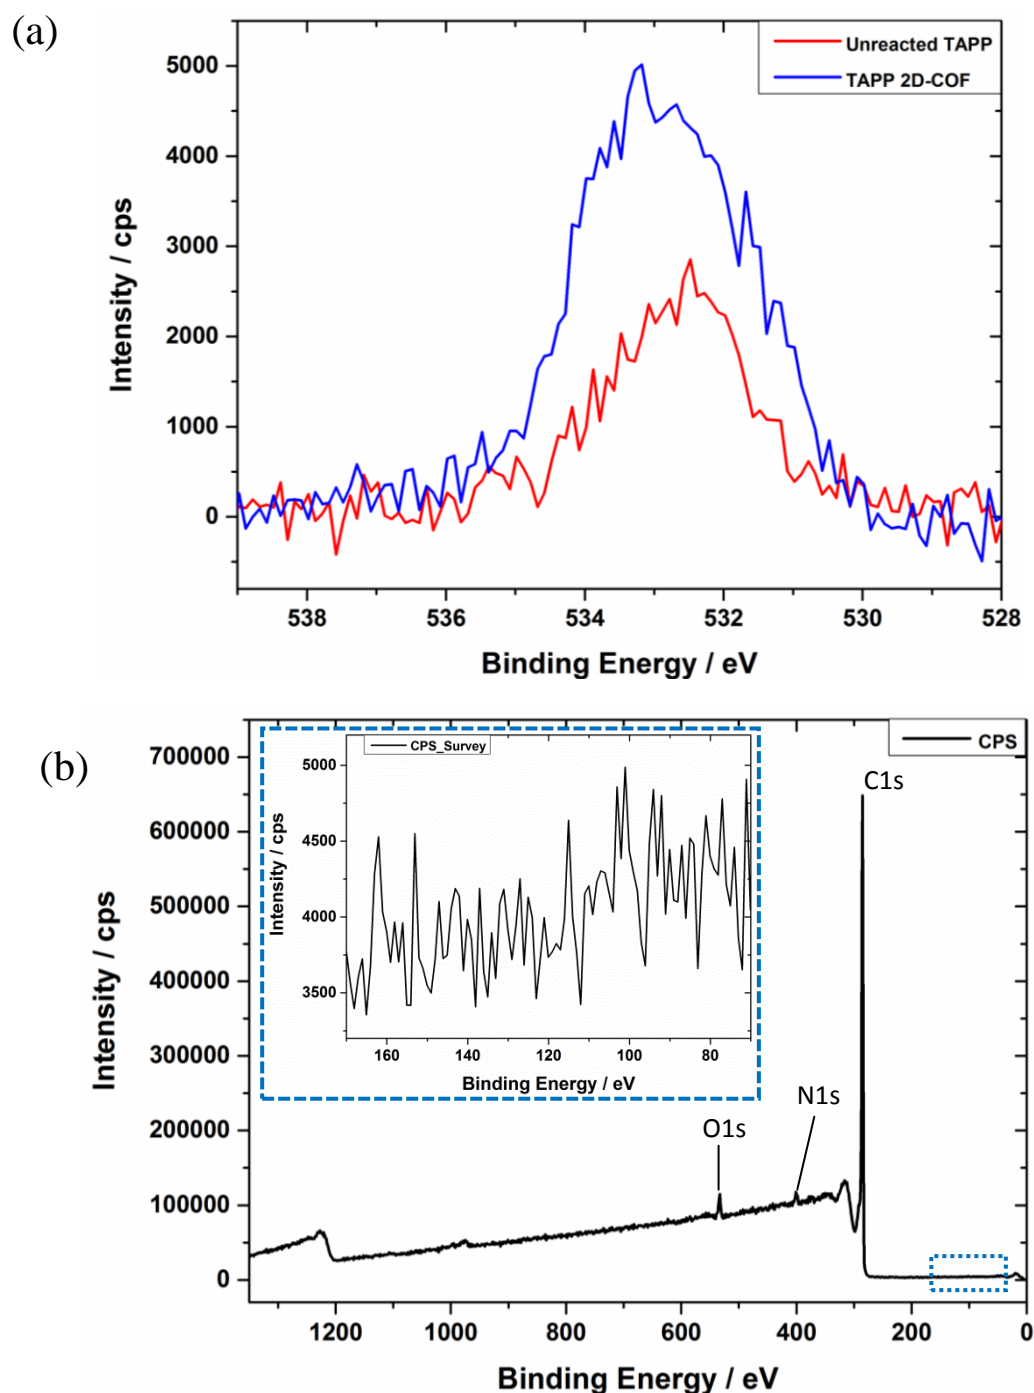 (a)
Unreacted TAPP
TAPP 2D-COF
5000
4000
3000
2000
1000
0
Intensity / cps
538 536 534 532 530 528
Binding Energy / eV
(b)
CPS
700000
600000
500000
400000
300000
200000
100000
0
Intensity / cps
CPS_Survey
5000
4500
4000
3500
Intensity / cps
160 140 120 100 80
Binding Energy / eV
C1s
N1s
O1s
1200 1000 800 600 400 200 0
Binding Energy / eV